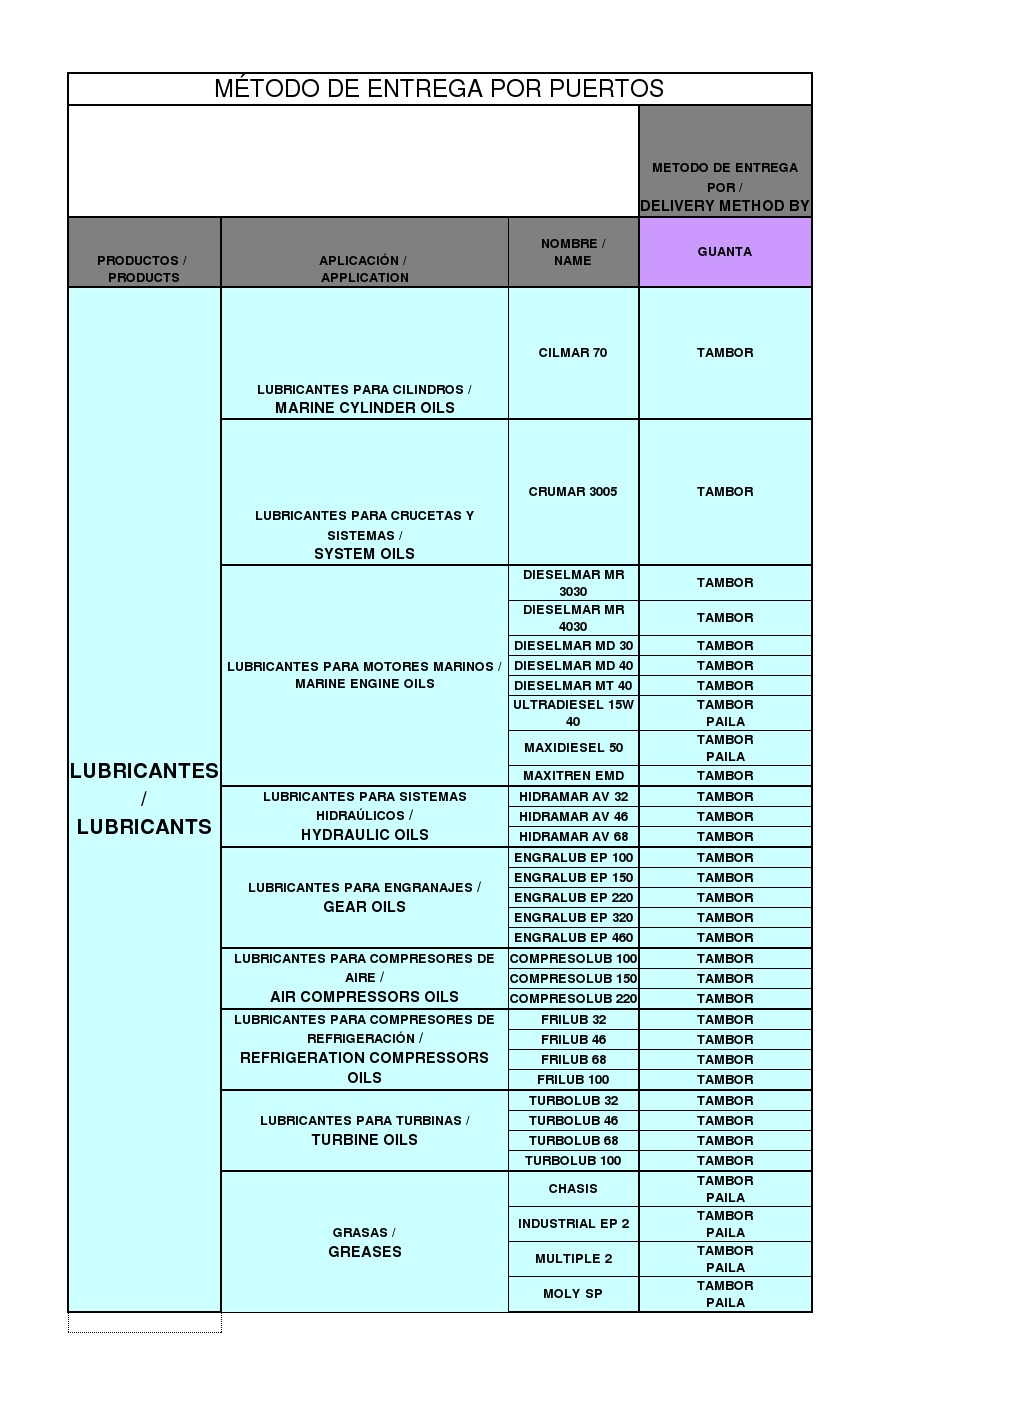 MÉTODO DE ENTREGA POR PUERTOS
METODO DE ENTREGA
POR /
DELIVERY METHOD BY
PRODUCTOS /
PRODUCTS
APLICACIÓN /
APPLICATION
NOMBRE /
NAME
GUANTA
LUBRICANTES
/
LUBRICANTS
LUBRICANTES PARA CILINDROS /
MARINE CYLINDER OILS
CILMAR 70
TAMBOR
LUBRICANTES PARA CRUCETAS Y
SISTEMAS /
SYSTEM OILS
CRUMAR 3005
TAMBOR
LUBRICANTES PARA MOTORES MARINOS /
MARINE ENGINE OILS
DIESELMAR MR
3030
TAMBOR
DIESELMAR MR
4030
TAMBOR
DIESELMAR MD 30
TAMBOR
DIESELMAR MD 40
TAMBOR
DIESELMAR MT 40
TAMBOR
ULTRADIESEL 15W
40
TAMBOR
PAILA
MAXIDIESEL 50
TAMBOR
PAILA
MAXITREN EMD
TAMBOR
LUBRICANTES PARA SISTEMAS
HIDRAÚLICOS /
HYDRAULIC OILS
HIDRAMAR AV 32
TAMBOR
HIDRAMAR AV 46
TAMBOR
HIDRAMAR AV 68
TAMBOR
LUBRICANTES PARA ENGRANAJES /
GEAR OILS
ENGRALUB EP 100
TAMBOR
ENGRALUB EP 150
TAMBOR
ENGRALUB EP 220
TAMBOR
ENGRALUB EP 320
TAMBOR
ENGRALUB EP 460
TAMBOR
LUBRICANTES PARA COMPRESORES DE
AIRE /
AIR COMPRESSORS OILS
COMPRESOLUB 100
TAMBOR
COMPRESOLUB 150
TAMBOR
COMPRESOLUB 220
TAMBOR
LUBRICANTES PARA COMPRESORES DE
REFRIGERACIÓN /
REFRIGERATION COMPRESSORS
OILS
FRILUB 32
TAMBOR
FRILUB 46
TAMBOR
FRILUB 68
TAMBOR
FRILUB 100
TAMBOR
LUBRICANTES PARA TURBINAS /
TURBINE OILS
TURBOLUB 32
TAMBOR
TURBOLUB 46
TAMBOR
TURBOLUB 68
TAMBOR
TURBOLUB 100
TAMBOR
GRASAS /
GREASES
CHASIS
TAMBOR
PAILA
INDUSTRIAL EP 2
TAMBOR
PAILA
MULTIPLE 2
TAMBOR
PAILA
MOLY SP
TAMBOR
PAILA